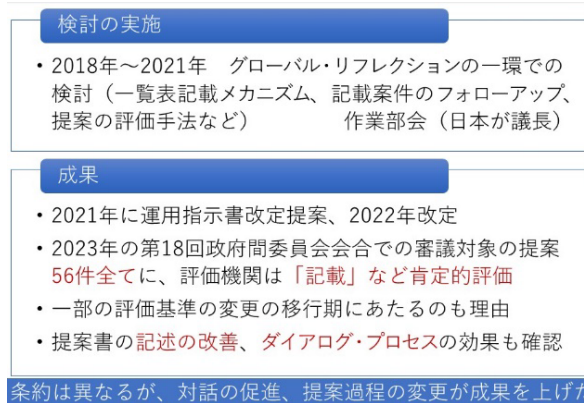 検討の実施
・2018年～2021年　グローバル・リフレクションの一環での
検討（一覧表記載メカニズム、記載案件のフォローアップ、
提案の評価手法など）　作業部会（日本が議長）
成果
・2021年に運用指示書改定提案、2022年改定
・2023年の第18回政府間委員会会合での審議対象の提案
56件全てに、評価機関は「記載」など肯定的評価
・一部の評価基準の変更の移行期にあたるのも理由
・提案書の記述の改善、ダイアログ・プロセスの効果も確認
条約は異なるが、対話の促進、提案過程の変更が成果を上げた